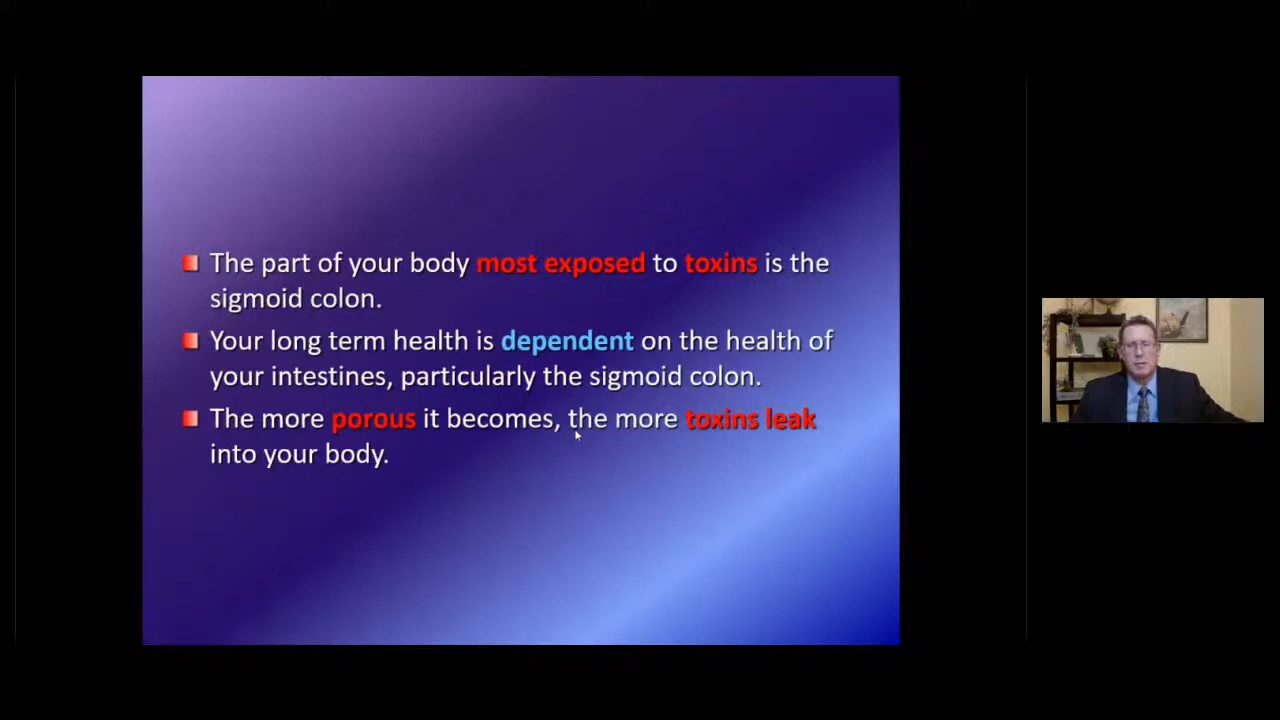 The part of your body most exposed to toxins is the
sigmoid colon.
Your long term health is dependent on the health of
your intestines, particularly the sigmoid colon.
The more porous it becomes, the more toxins leak
into your body.